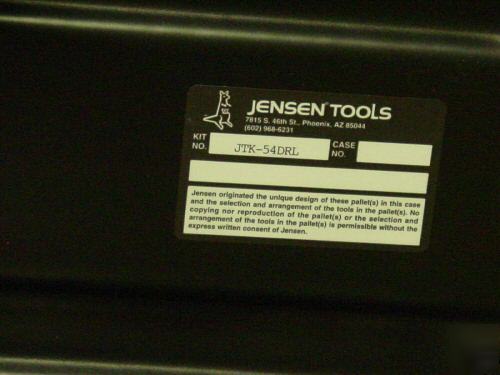 JENSEN TOOLS
7815 S. 46th St., Phoenix, AZ 85044
(602) 968-6231
KIT NO. JTK-54DRL CASE NO.
Jensen originated the unique design of these pallet(s) in this case
and the selection and arrangement of the tools in the pallet(s). No
copying nor reproduction of the pallet(s) or the selection and
arrangement of the tools in the pallet(s) is permissible without the
express written consent of Jensen.